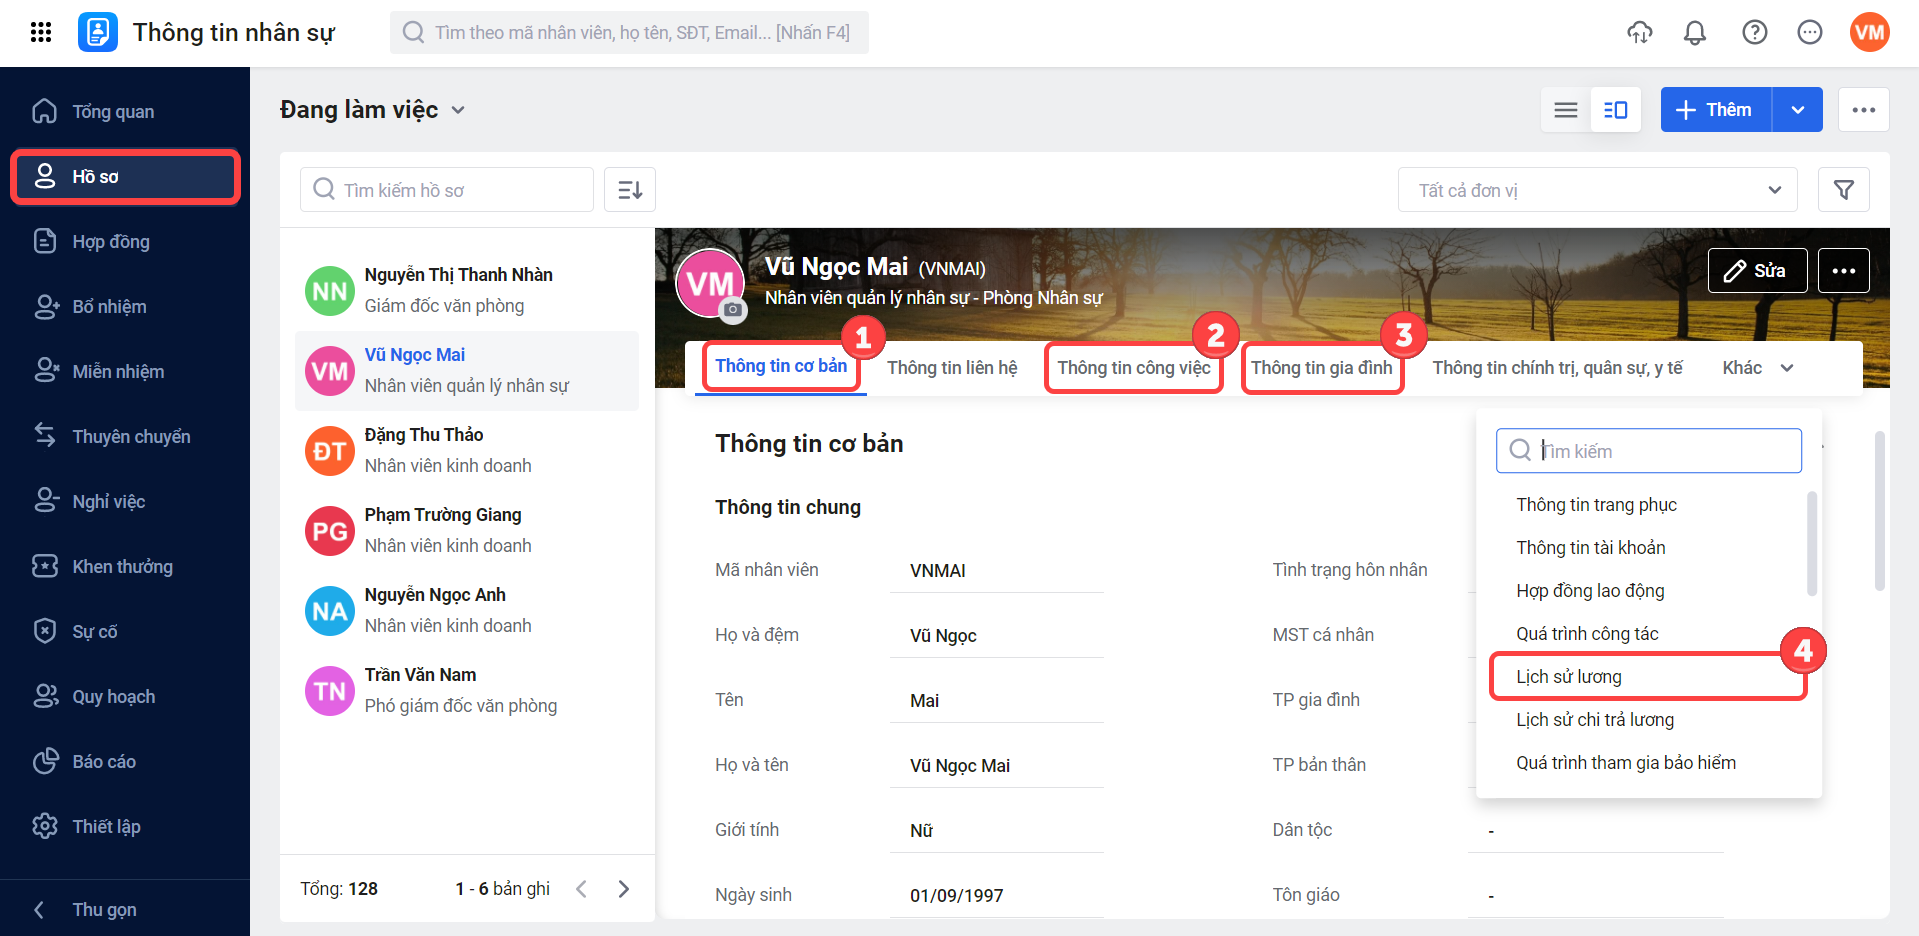 Thông tin nhân sự
Tìm theo mã nhân viên, họ tên, SĐT, Email... [Nhấn F4]
VM
Tổng quan
Hồ sơ
Hợp đồng
Bổ nhiệm
Miễn nhiệm
Thuyên chuyển
Nghỉ việc
Khen thưởng
Sự cố
Quy hoạch
Báo cáo
Thiết lập
Thu gọn
Đang làm việc
Thêm
Tìm kiếm hồ sơ
Tất cả đơn vị
NN
Nguyễn Thị Thanh Nhàn
Giám đốc văn phòng
VM
Vũ Ngọc Mai
Nhân viên quản lý nhân sự
ĐT
Đặng Thu Thảo
Nhân viên kinh doanh
PG
Phạm Trường Giang
Nhân viên kinh doanh
NA
Nguyễn Ngọc Anh
Nhân viên kinh doanh
TN
Trần Văn Nam
Phó giám đốc văn phòng
Tổng: 128
1 - 6 bản ghi
VM
Vũ Ngọc Mai (VNMAI)
Nhân viên quản lý nhân sự - Phòng Nhân sự
Sửa
1
2
3
Thông tin cơ bản
Thông tin liên hệ
Thông tin công việc
Thông tin gia đình
Thông tin chính trị, quân sự, y tế
Khác
Thông tin cơ bản
Thông tin chung
Mã nhân viên
VNMAI
Họ và đệm
Vũ Ngọc
Tên
Mai
Họ và tên
Vũ Ngọc Mai
Giới tính
Nữ
Ngày sinh
01/09/1997
Tình trạng hôn nhân
MST cá nhân
TP gia đình
TP bản thân
Dân tộc
-
Tôn giáo
-
Tìm kiếm
Thông tin trang phục
Thông tin tài khoản
Hợp đồng lao động
Quá trình công tác
4
Lịch sử lương
Lịch sử chi trả lương
Quá trình tham gia bảo hiểm